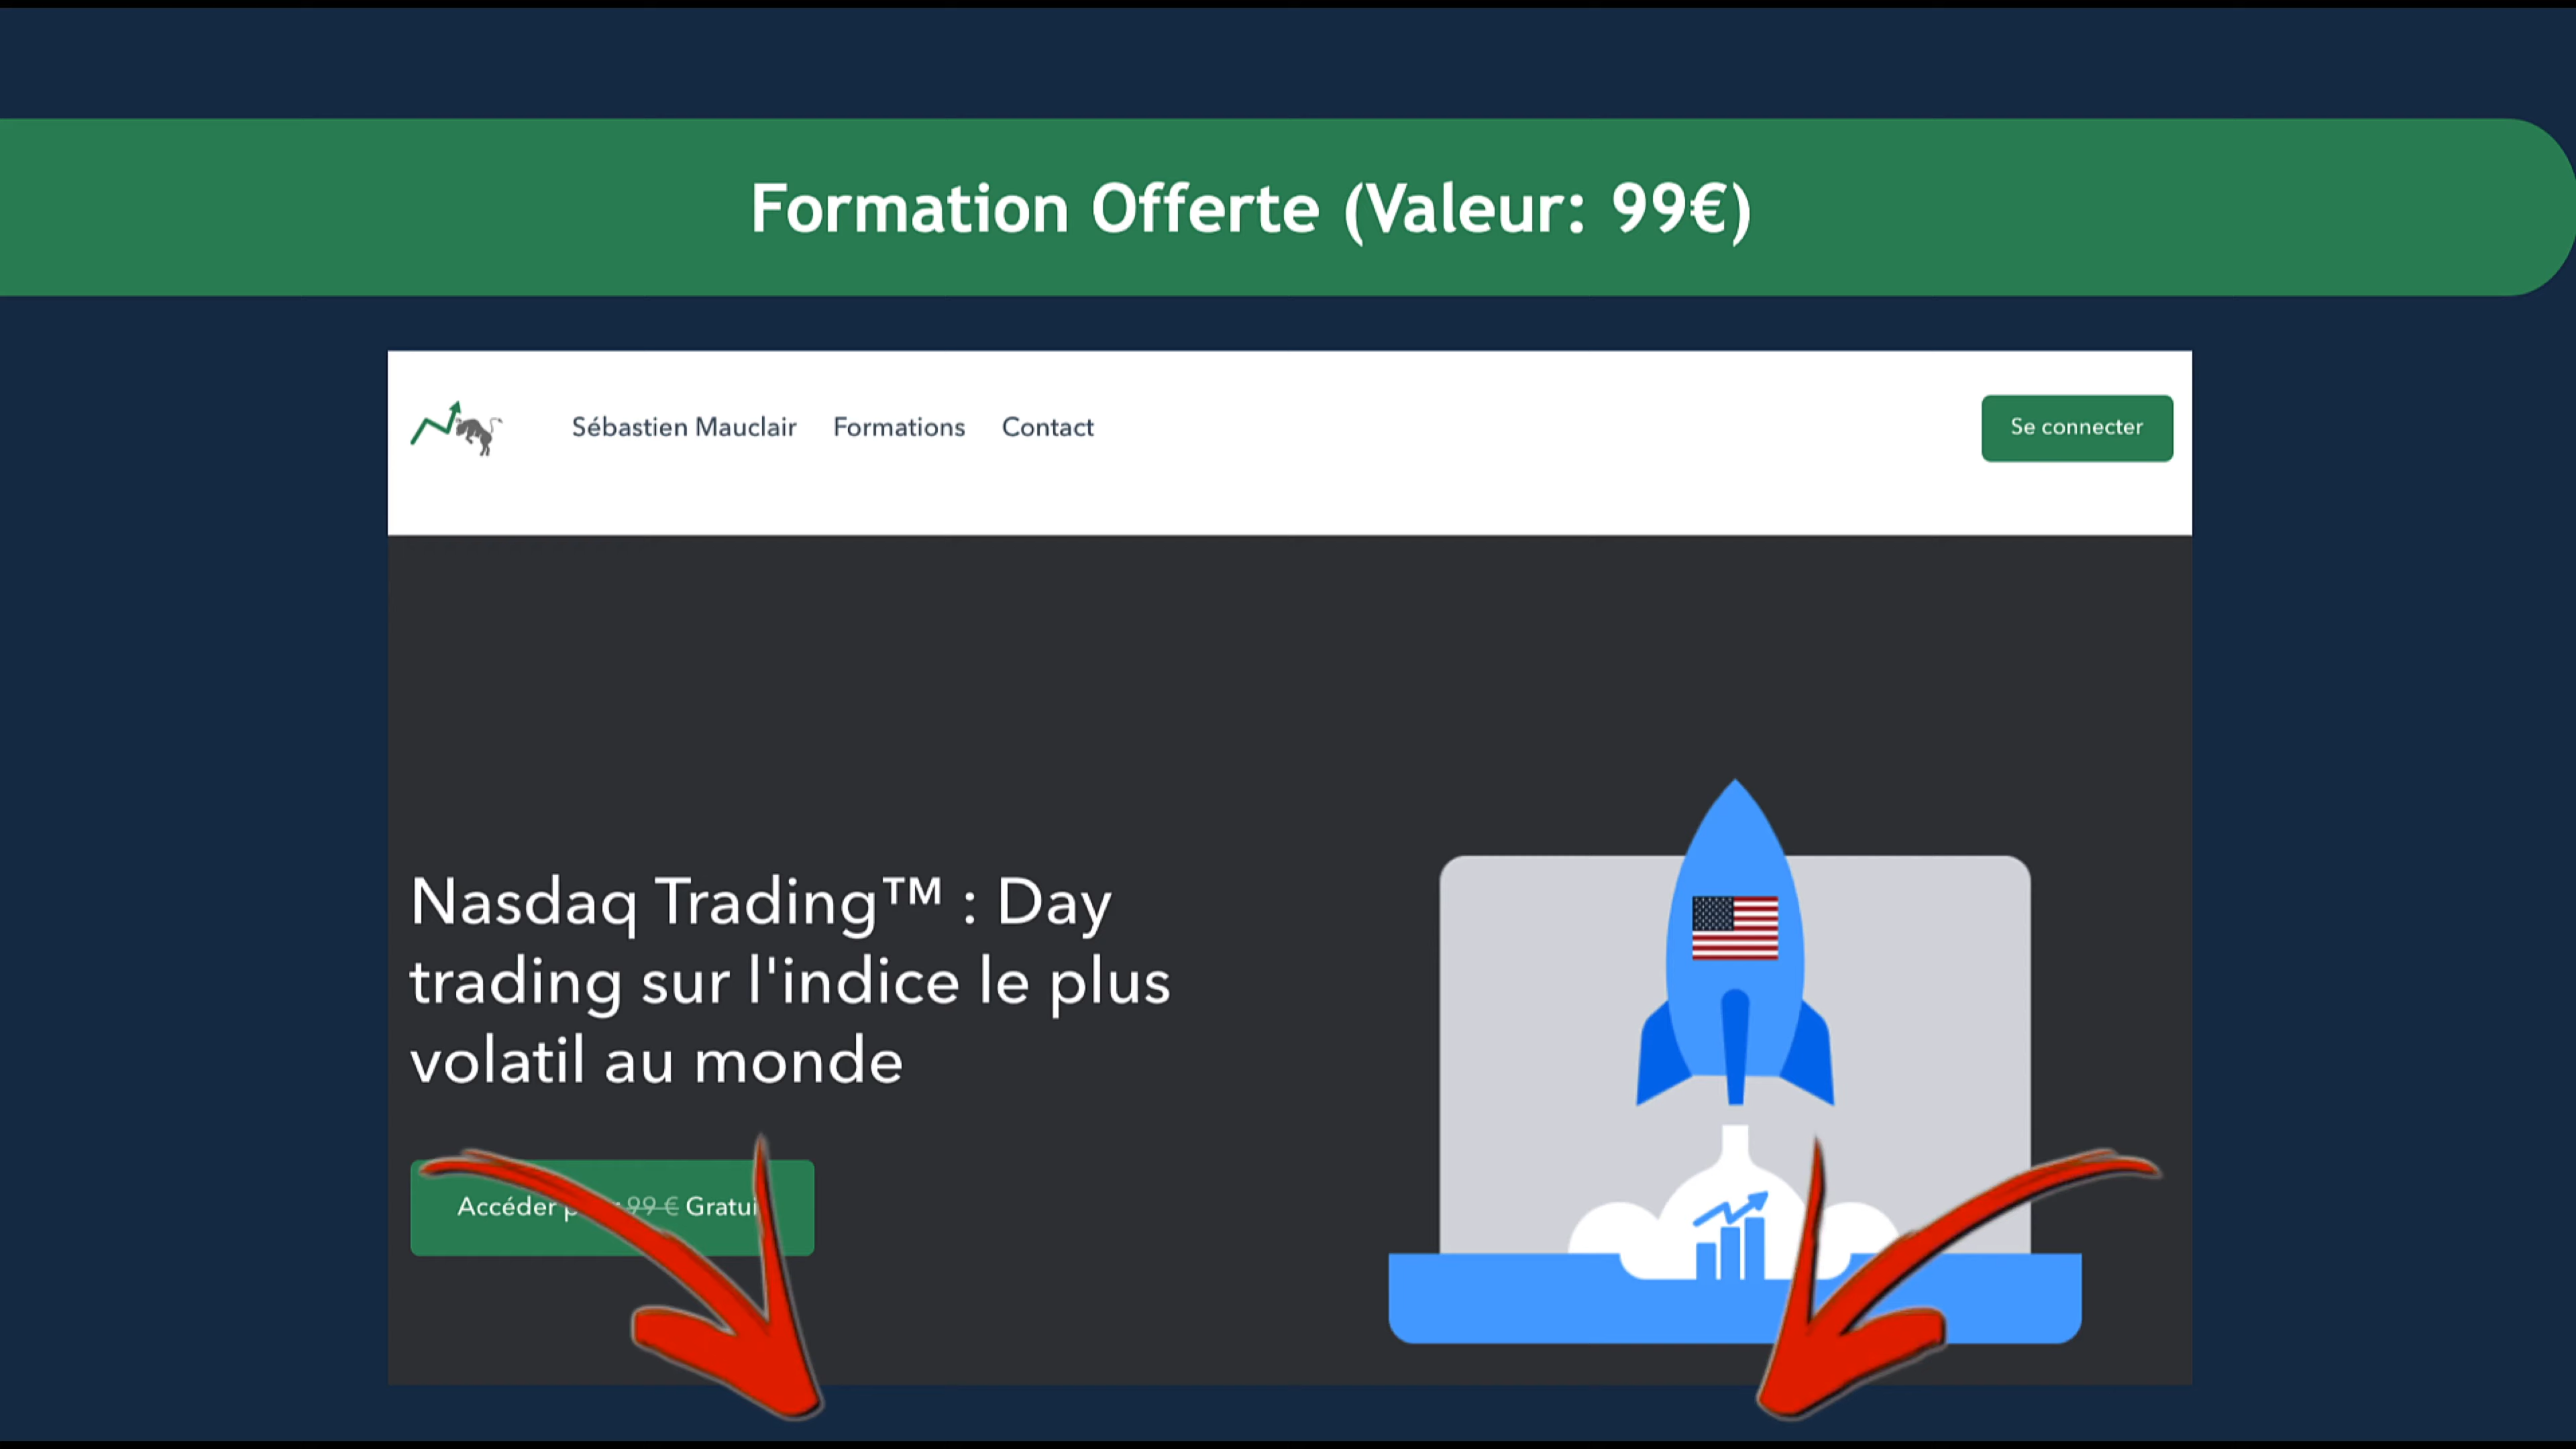 Formation Offerte (Valeur: 99€)
Sébastien Mauclair Formations Contact
Se connecter
Nasdaq Trading™ : Day
trading sur l'indice le plus
volatil au monde
Accéder 99 €